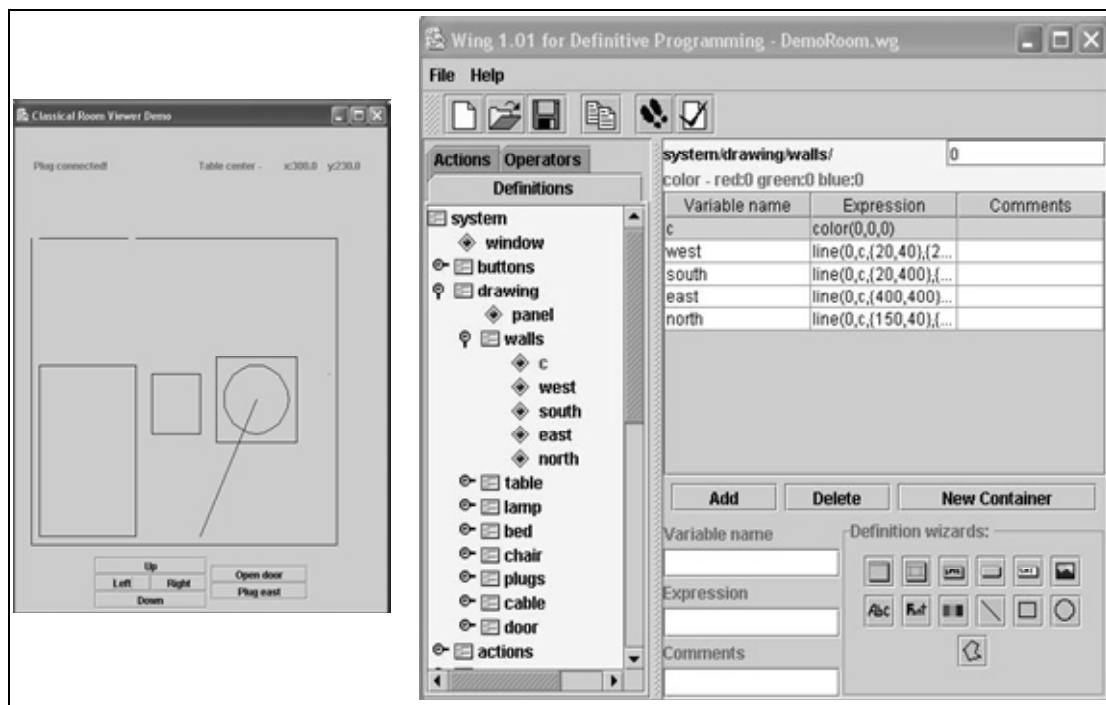 Classical Room Viewer Demo
Plug connected!
Table center - x:300.0 y:230.0
Up
Left Right
Down
Open door
Plug east
Wing 1.01 for Definitive Programming - DemoRoom.wg
File Help
Actions Operators
Definitions
system
window
buttons
drawing
panel
walls
c
west
south
east
north
table
lamp
bed
chair
plugs
cable
door
actions
system/drawing/walls/ 0
color - red:0 green:0 blue:0
Variable name Expression Comments
c color(0,0,0)
west line(0,c,{20,40},{2...
south line(0,c,{20,400},{...
east line(0,c,{400,400}...
north line(0,c,{150,40},{...
Add Delete New Container
Variable name
Expression
Comments
Definition wizards:
Abc